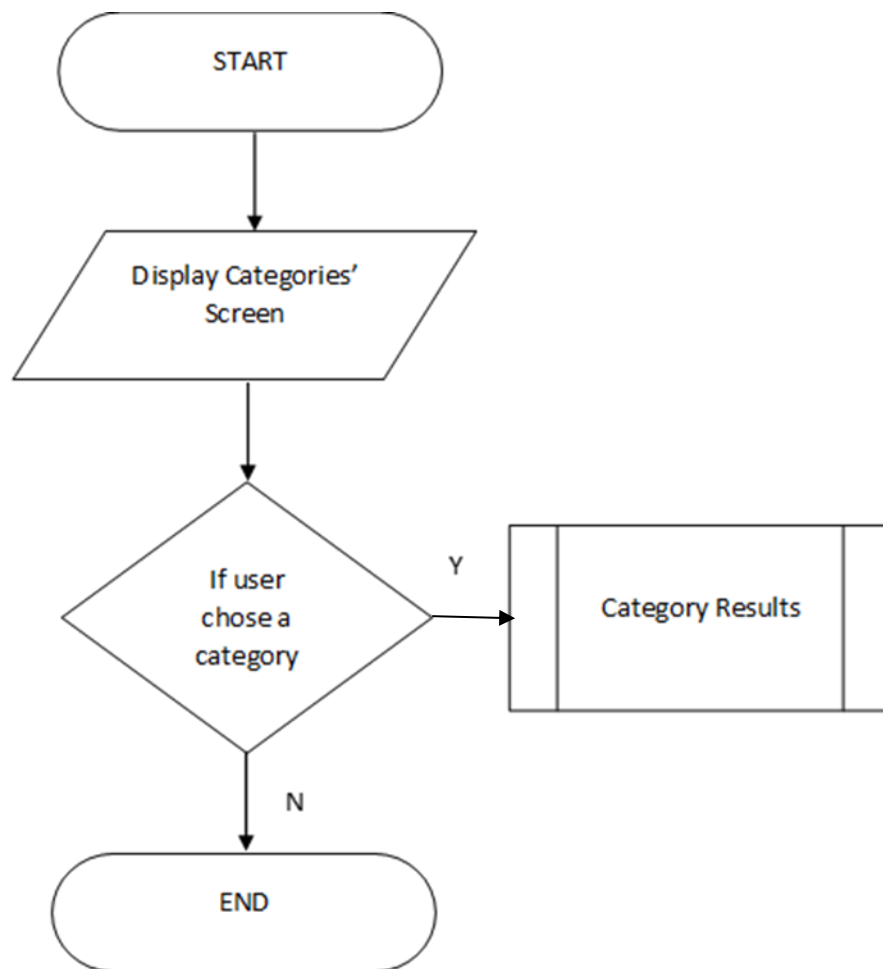 START
Display Categories’
Screen
If user
chose a
category
Y
Category Results
N
END